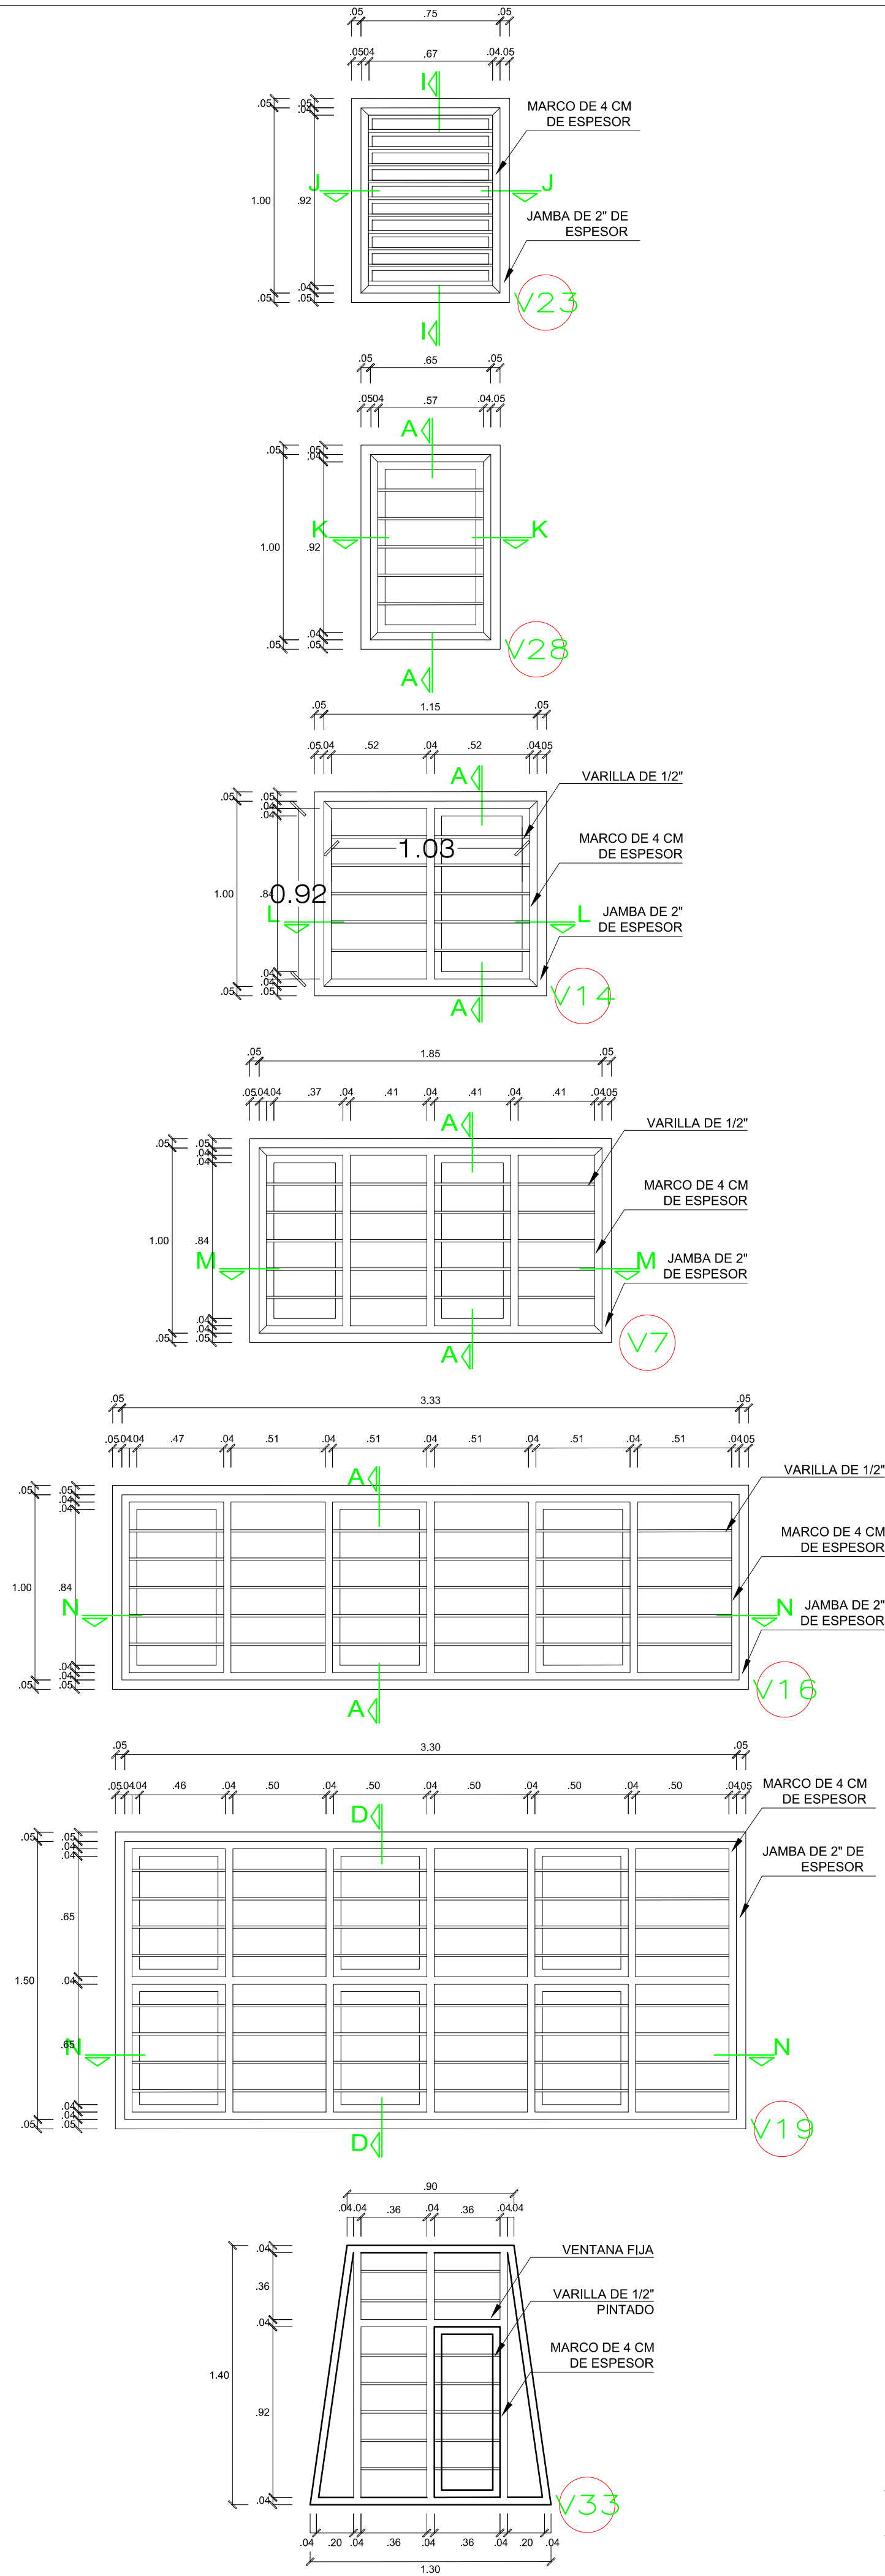 .05 .75 .05
.05 .04 .67 .04 .05
I
MARCO DE 4 CM
DE ESPESOR
.05 .05
.04
J J
1.00 .92
JAMBA DE 2" DE
ESPESOR
.04
.05 .05
V23
I
.05 .65 .05
.05 .04 .57 .04 .05
A
.05 .05
.04
K K
1.00 .92
.04
.05 .05
V28
A
.05 1.15 .05
.05 .04 .52 .04 .52 .04 .05
A
VARILLA DE 1/2"
.05 .05
.04
.04
MARCO DE 4 CM
DE ESPESOR
1.03
1.00 .84 0.92
JAMBA DE 2"
DE ESPESOR
L L
.04
.04
.05 .05
V14
A
.05 1.85 .05
.05 .04 .04 .37 .04 .41 .04 .41 .04 .41 .04 .05
A
VARILLA DE 1/2"
.05 .05
.04
.04
MARCO DE 4 CM
DE ESPESOR
1.00 .84
M M
JAMBA DE 2"
DE ESPESOR
.04
.04
.05 .05
V7
A
.05 3.33 .05
.05 .04 .04 .47 .04 .51 .04 .51 .04 .51 .04 .51 .04 .51 .04 .05
A
VARILLA DE 1/2"
.05 .05
.04
.04
MARCO DE 4 CM
DE ESPESOR
1.00 .84
N N
JAMBA DE 2"
DE ESPESOR
.04
.04
.05 .05
V16
A
.05 3.30 .05
.05 .04 .04 .46 .04 .50 .04 .50 .04 .50 .04 .50 .04 .50 .04 .05
MARCO DE 4 CM
DE ESPESOR
D
.05 .05
.04
.04
JAMBA DE 2" DE
ESPESOR
.65
1.50 .04
N .65 N
.04
.04
.05 .05
V19
D
.90
.04 .04 .36 .04 .36 .04 .04
.04
VENTANA FIJA
.36
VARILLA DE 1/2"
PINTADO
.04
MARCO DE 4 CM
DE ESPESOR
1.40
.92
.04
V33
.04 .20 .04 .36 .04 .36 .04 .20 .04
1.30